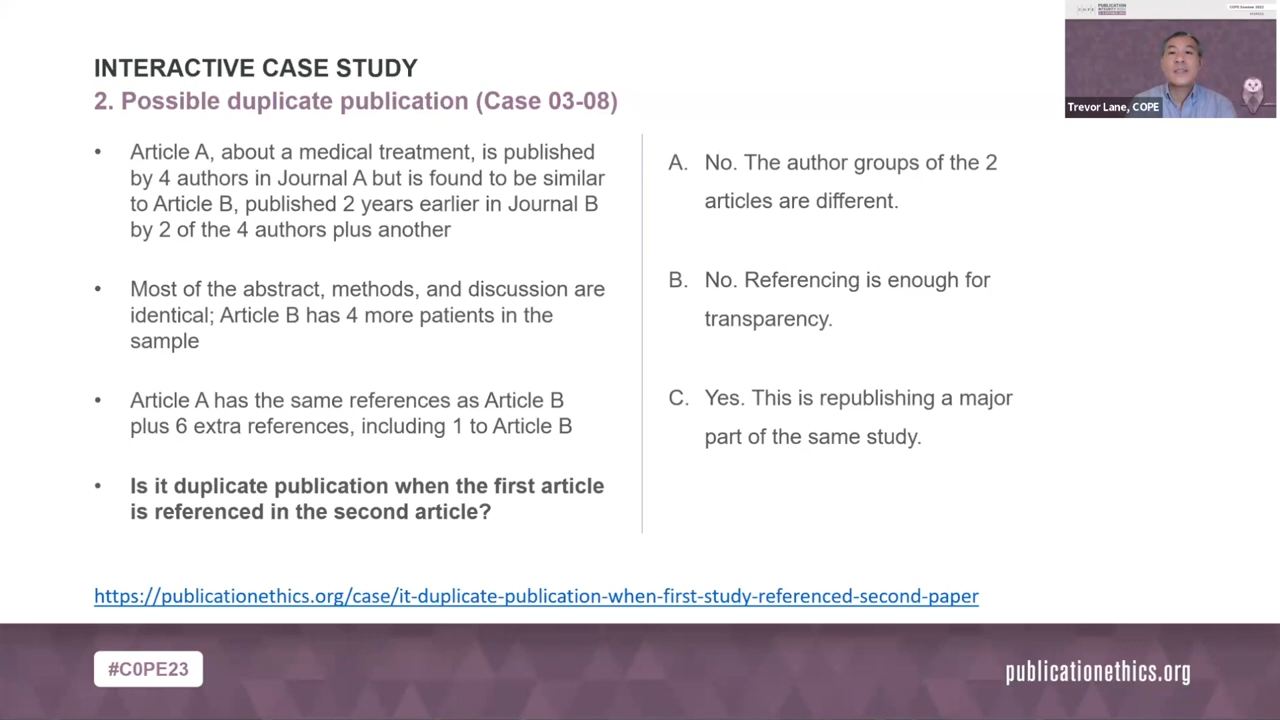 INTERACTIVE CASE STUDY
2. Possible duplicate publication (Case 03-08)
• Article A, about a medical treatment, is published
by 4 authors in Journal A but is found to be similar
to Article B, published 2 years earlier in Journal B
by 2 of the 4 authors plus another
• Most of the abstract, methods, and discussion are
identical; Article B has 4 more patients in the
sample
• Article A has the same references as Article B
plus 6 extra references, including 1 to Article B
• Is it duplicate publication when the first article
is referenced in the second article?
A. No. The author groups of the 2
articles are different.
B. No. Referencing is enough for
transparency.
C. Yes. This is republishing a major
part of the same study.
https://publicationethics.org/case/it-duplicate-publication-when-first-study-referenced-second-paper
#C0PE23
publicationethics.org
C O P E
PUBLICATION
Trevor Lane, COPE